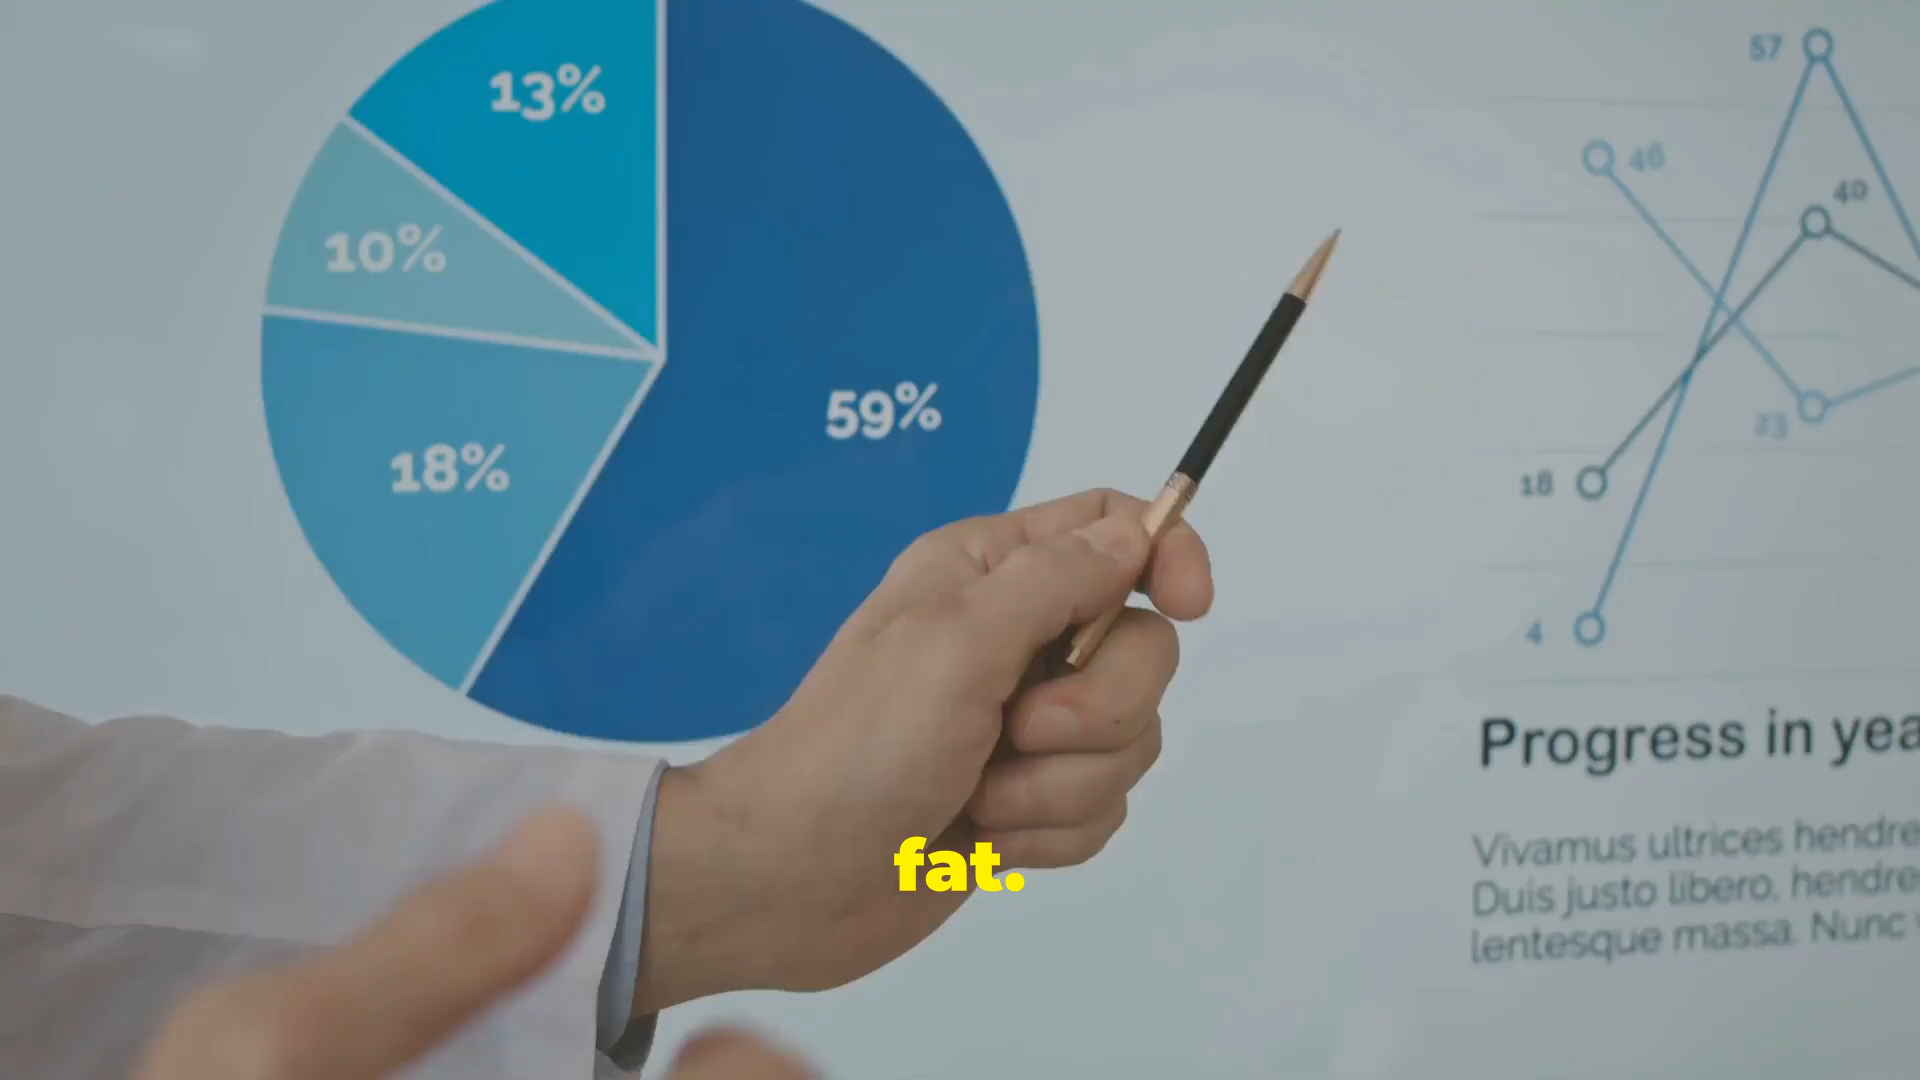 13%
10%
18%
59%
57
46
40
23
18
4
Progress in yea
Vivamus ultrices hendre
Duis justo libero, hendre
lentesque massa. Nunc
fat.